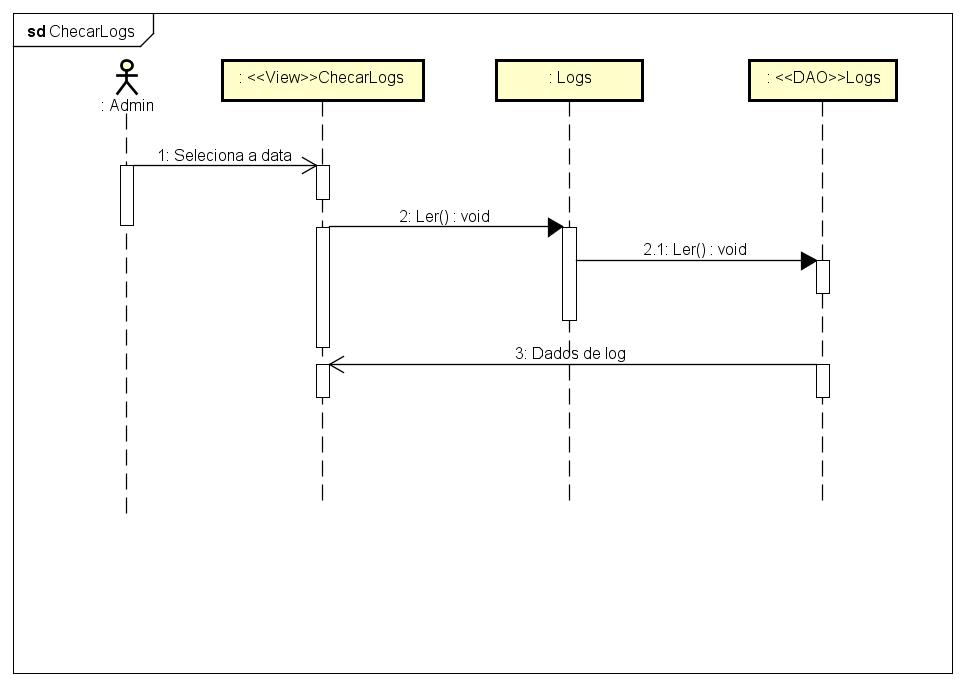 sd ChecarLogs
: Admin
: <<View>>ChecarLogs
: Logs
: <<DAO>>Logs
1: Seleciona a data
2: Ler() : void
2.1: Ler() : void
3: Dados de log